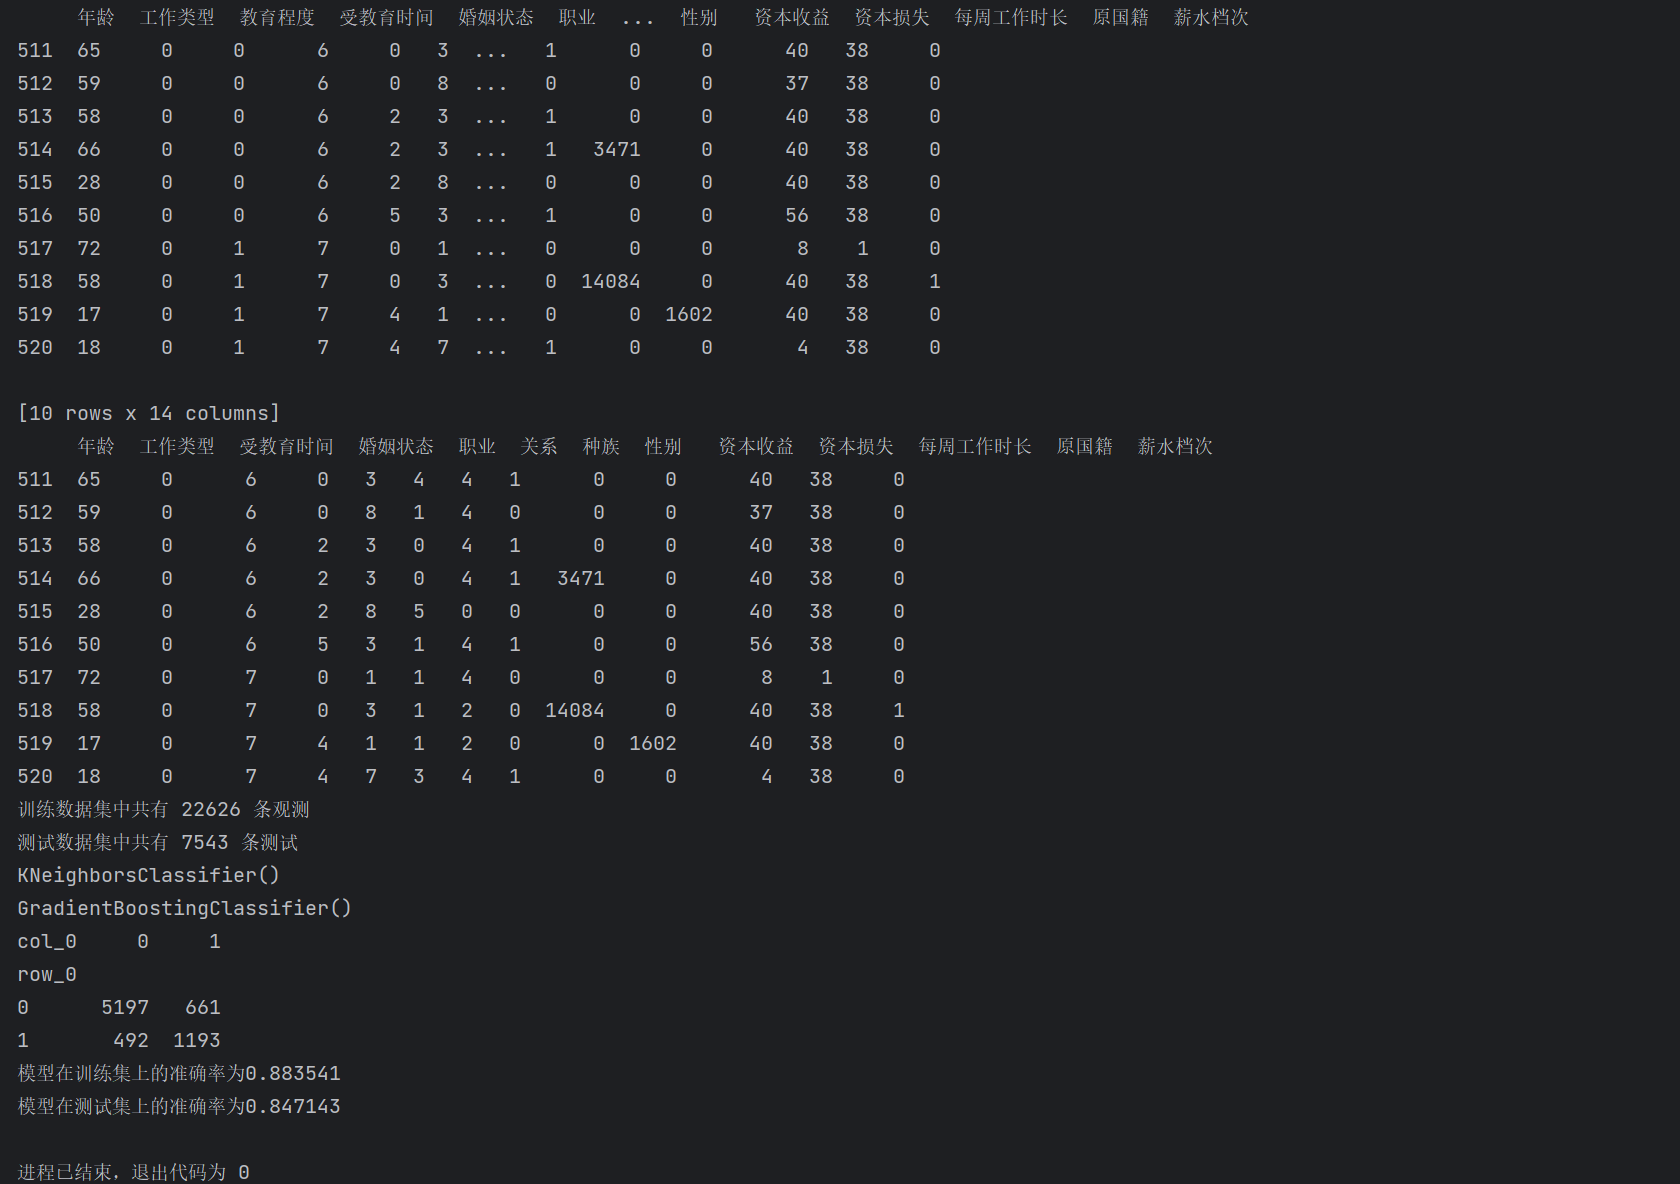 年龄 工作类型 教育程度 受教育时间 婚姻状态 职业 ... 性别 资本收益 资本损失 每周工作时长 原国籍 薪水档次
511 65 0 0 6 0 3 ... 1 0 0 40 38 0
512 59 0 0 6 0 8 ... 0 0 0 37 38 0
513 58 0 0 6 2 3 ... 1 0 0 40 38 0
514 66 0 0 6 2 3 ... 1 3471 0 40 38 0
515 28 0 0 6 2 8 ... 0 0 0 40 38 0
516 50 0 0 6 5 3 ... 1 0 0 56 38 0
517 72 0 1 7 0 1 ... 0 0 0 8 1 0
518 58 0 1 7 0 3 ... 0 14084 0 40 38 1
519 17 0 1 7 4 1 ... 0 0 1602 40 38 0
520 18 0 1 7 4 7 ... 1 0 0 4 38 0
[10 rows x 14 columns]
年龄 工作类型 受教育时间 婚姻状态 职业 关系 种族 性别 资本收益 资本损失 每周工作时长 原国籍 薪水档次
511 65 0 6 0 3 4 4 1 0 0 40 38 0
512 59 0 6 0 8 1 4 0 0 0 37 38 0
513 58 0 6 2 3 0 4 1 0 0 40 38 0
514 66 0 6 2 3 0 4 1 3471 0 40 38 0
515 28 0 6 2 8 5 0 0 0 0 40 38 0
516 50 0 6 5 3 1 4 1 0 0 56 38 0
517 72 0 7 0 1 1 4 0 0 0 8 1 0
518 58 0 7 0 3 1 2 0 14084 0 40 38 1
519 17 0 7 4 1 1 2 0 0 1602 40 38 0
520 18 0 7 4 7 3 4 1 0 0 4 38 0
训练数据集中共有 22626 条观测
测试数据集中共有 7543 条测试
KNeighborsClassifier()
GradientBoostingClassifier()
col_0 0 1
row_0
0 5197 661
1 492 1193
模型在训练集上的准确率为0.883541
模型在测试集上的准确率为0.847143
进程已结束，退出代码为 0